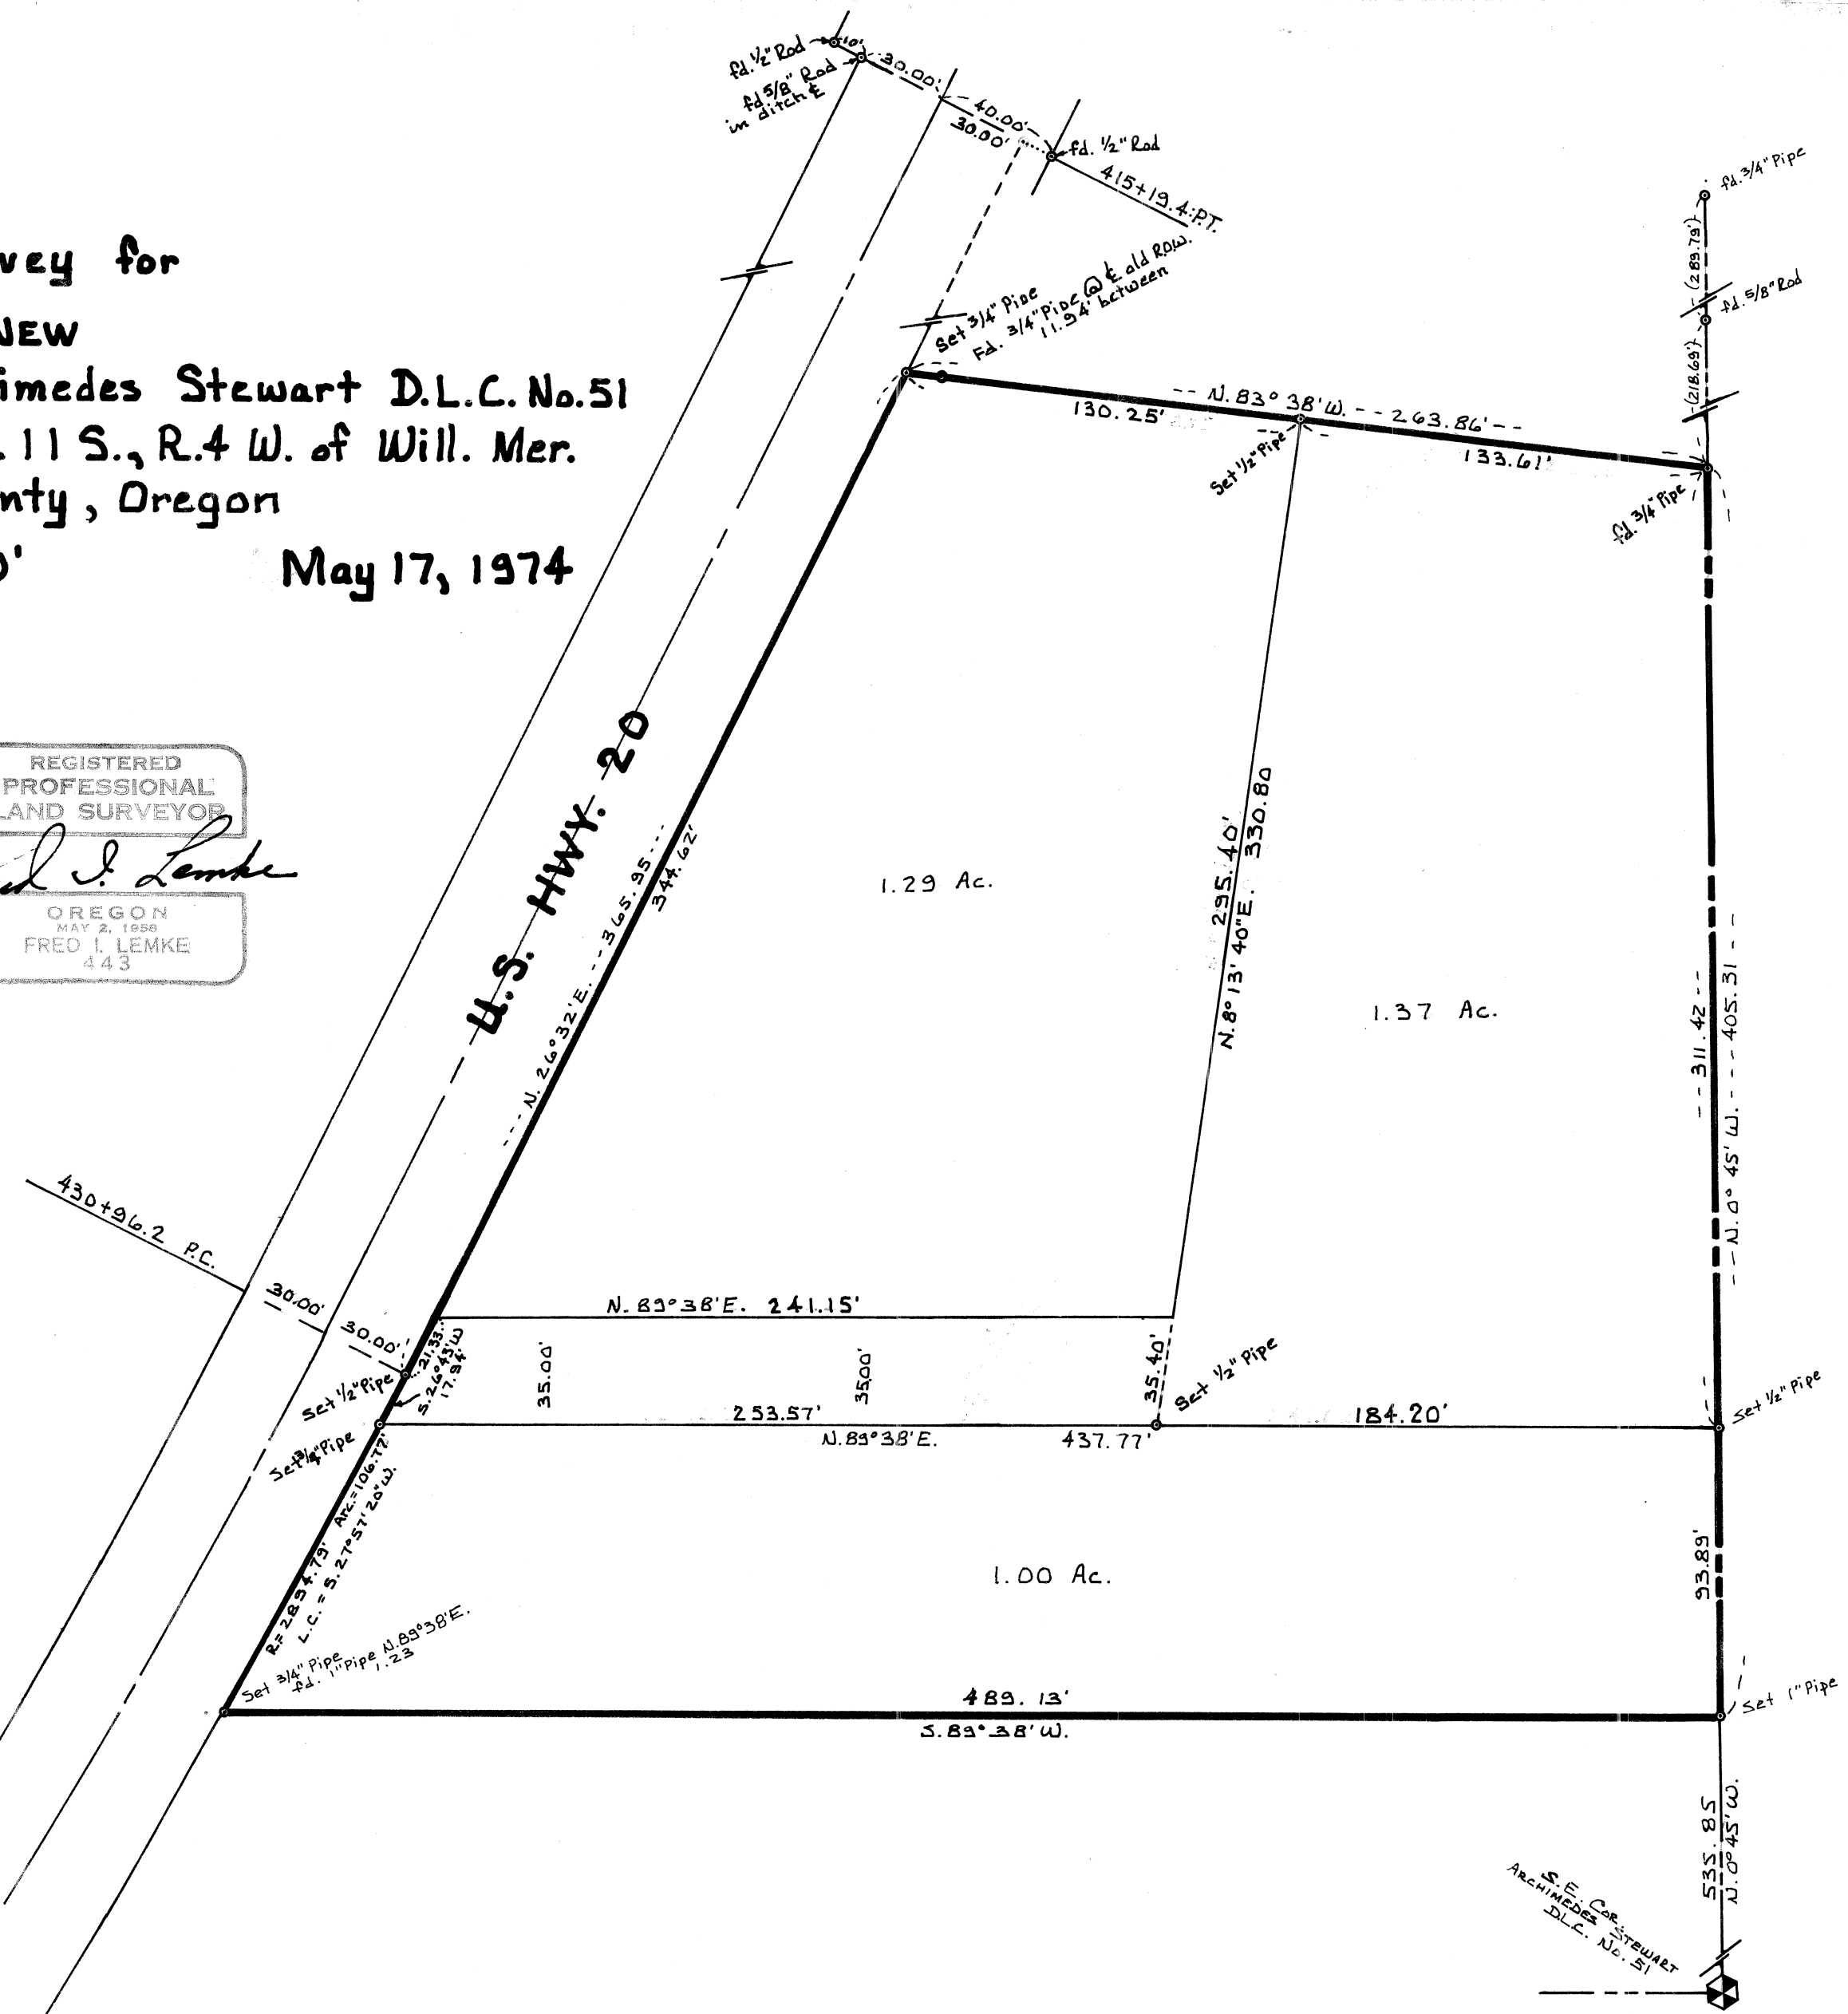 vey for
NEW
imedes Stewart D.L.C. No.51
. 11 S., R.4 W. of Will. Mer.
nty, Oregon
0' May 17, 1974
REGISTERED
PROFESSIONAL
LAND SURVEYOR
Lemke
OREGON
MAY 2, 1958
FRED I. LEMKE
443
fd. 1/2" Rod
10'
fd 5/8" Rod
in ditch ℄
30.00'
40.00'
30.00'
fd. 1/2" Rod
415+19.4 P.T.
Set 3/4" Pipe
Fd. 3/4" Pipe @ ℄ old R.O.W.
11.94' between
fd. 3/4" Pipe
(289.79')
fd. 5/8" Rod
(218.69')
N. 83° 38' W. 263.86'
130.25'
133.61'
Set 1/2" Pipe
fd. 3/4" Pipe
U.S. HWY. 20
N. 26°32' E. 365.95
344.62'
1.29 Ac.
295.40'
N. 8° 13' 40" E. 330.80
1.37 Ac.
311.42
N. 0° 45' W. 405.31
430+96.2 P.C.
30.00'
30.00'
N. 89°38' E. 241.15'
21.33
S. 26°43' W
17.94'
35.00'
35.00'
35.40'
Set 1/2" Pipe
Set 1/2" Pipe
Set 1/2" Pipe
253.57'
184.20'
N. 89°38' E. 437.77'
Set 3/4" Pipe
R= 2894.79' Arc.=106.77'
L.C. = S. 27°57'20" W.
1.00 Ac.
93.89'
Set 3/4" Pipe
fd. 1" Pipe N.89°38'E.
1.23
489.13'
S. 89° 38' W.
Set 1" Pipe
535.85
N. 0°45' W.
S.E. COR.
ARCHIMEDES STEWART
D.L.C. No. 51